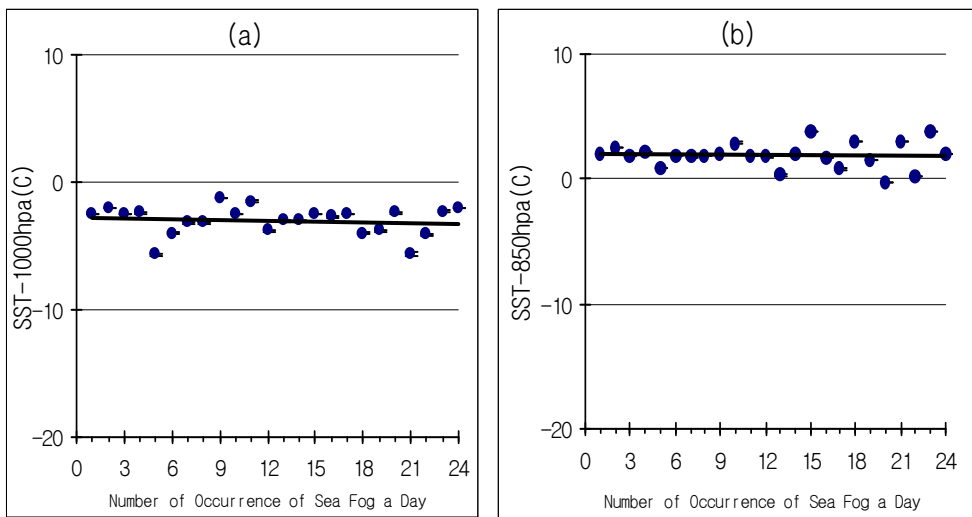 (a)
10
0
-10
-20
SST-1000hpa(C)
0 3 6 9 12 15 18 21 24
Number of Occurrence of Sea Fog a Day
(b)
10
0
-10
-20
SST-850hpa(C)
0 3 6 9 12 15 18 21 24
Number of Occurrence of Sea Fog a Day